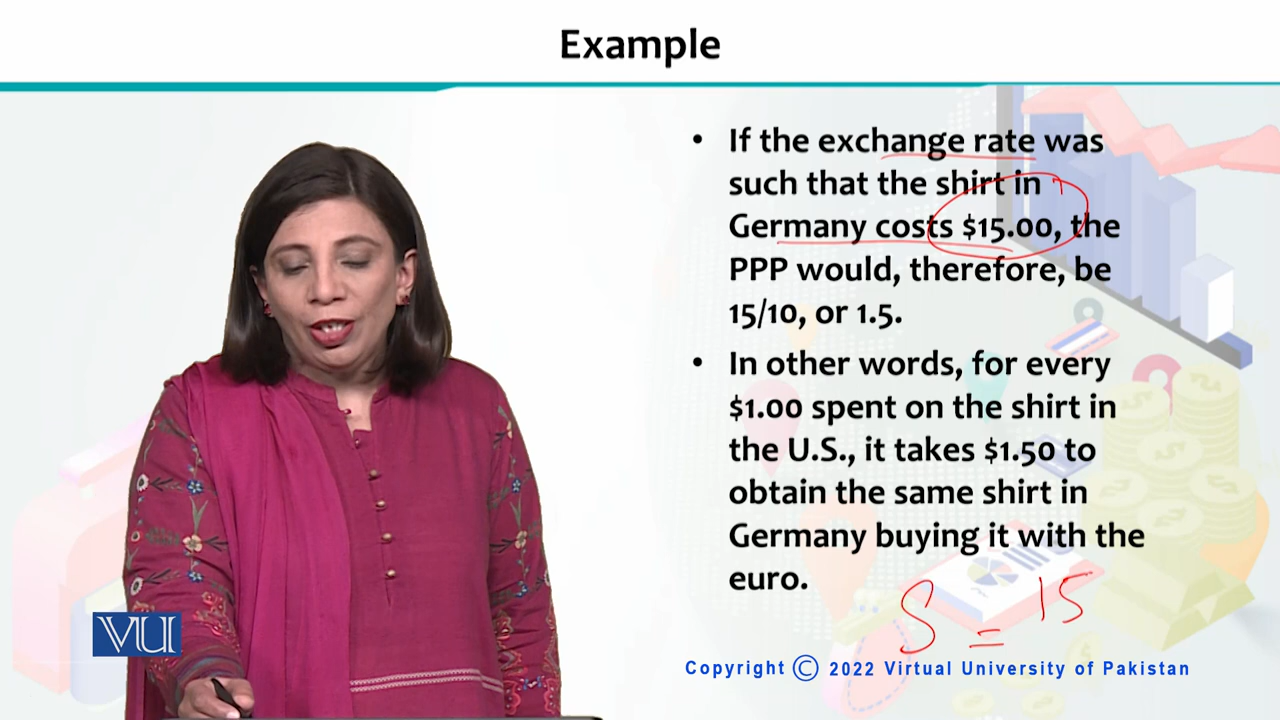 Example
• If the exchange rate was
such that the shirt in
Germany costs $15.00, the
PPP would, therefore, be
15/10, or 1.5.
• In other words, for every
$1.00 spent on the shirt in
the U.S., it takes $1.50 to
obtain the same shirt in
Germany buying it with the
euro.
S = 15
VU
Copyright © 2022 Virtual University of Pakistan